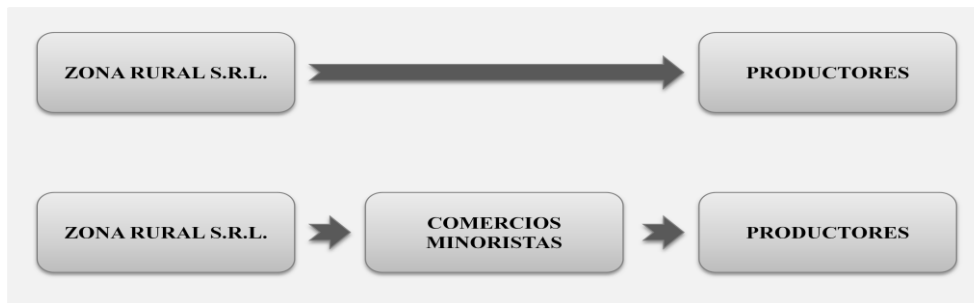 ZONA RURAL S.R.L.
PRODUCTORES
ZONA RURAL S.R.L.
COMERCIOS
MINORISTAS
PRODUCTORES